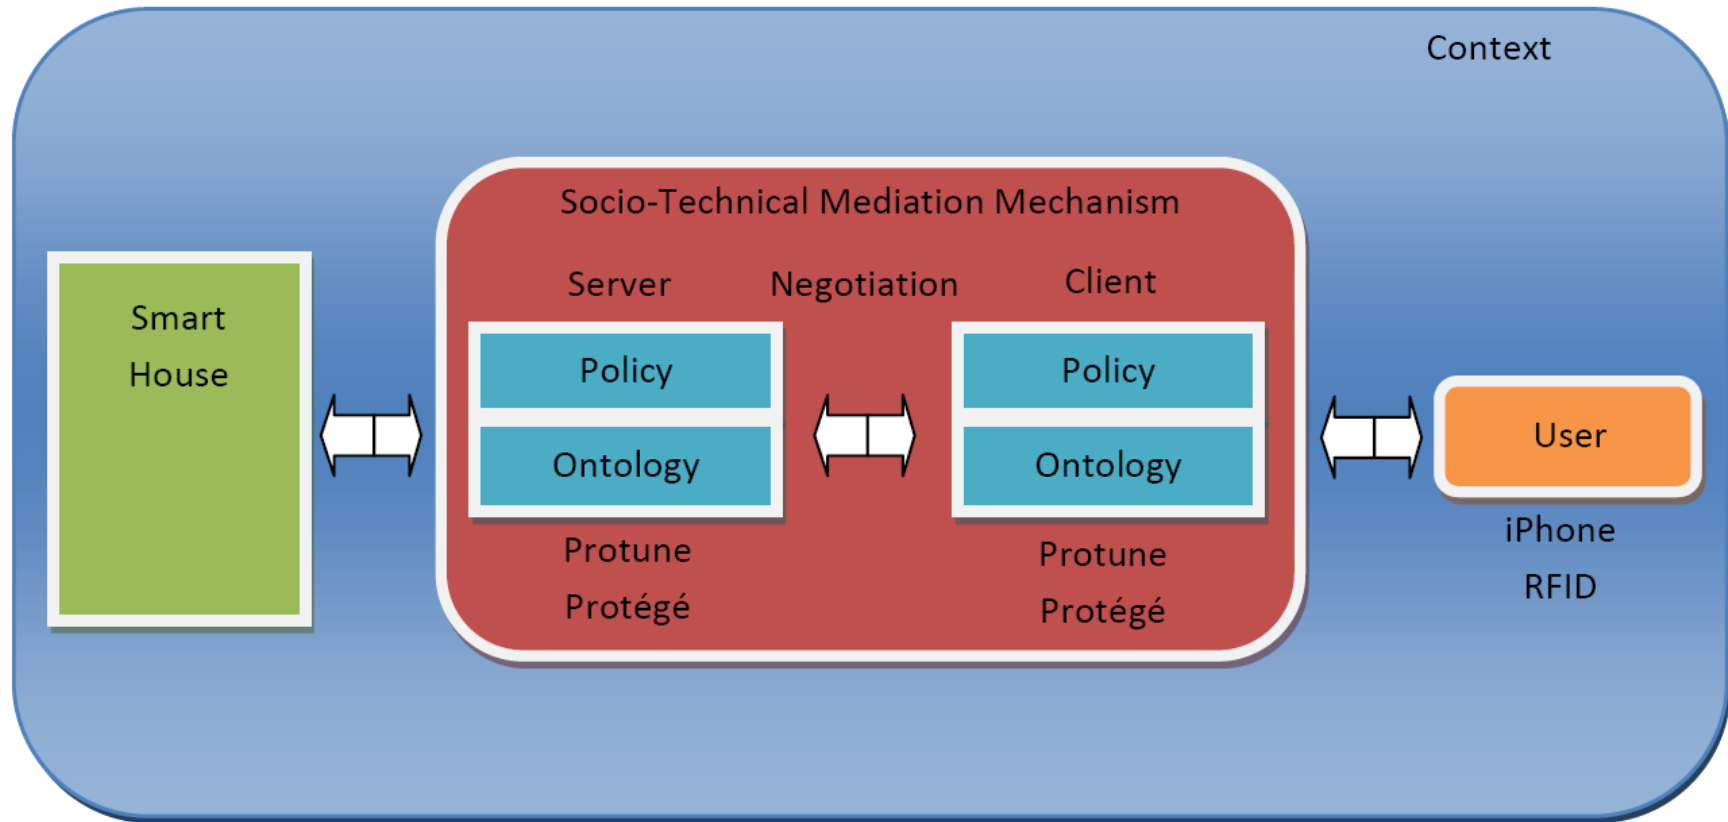 Context
Socio-Technical Mediation Mechanism
Server
Negotiation
Client
Smart
House
Policy
Ontology
Policy
Ontology
User
iPhone
RFID
Protune
Protégé
Protune
Protégé